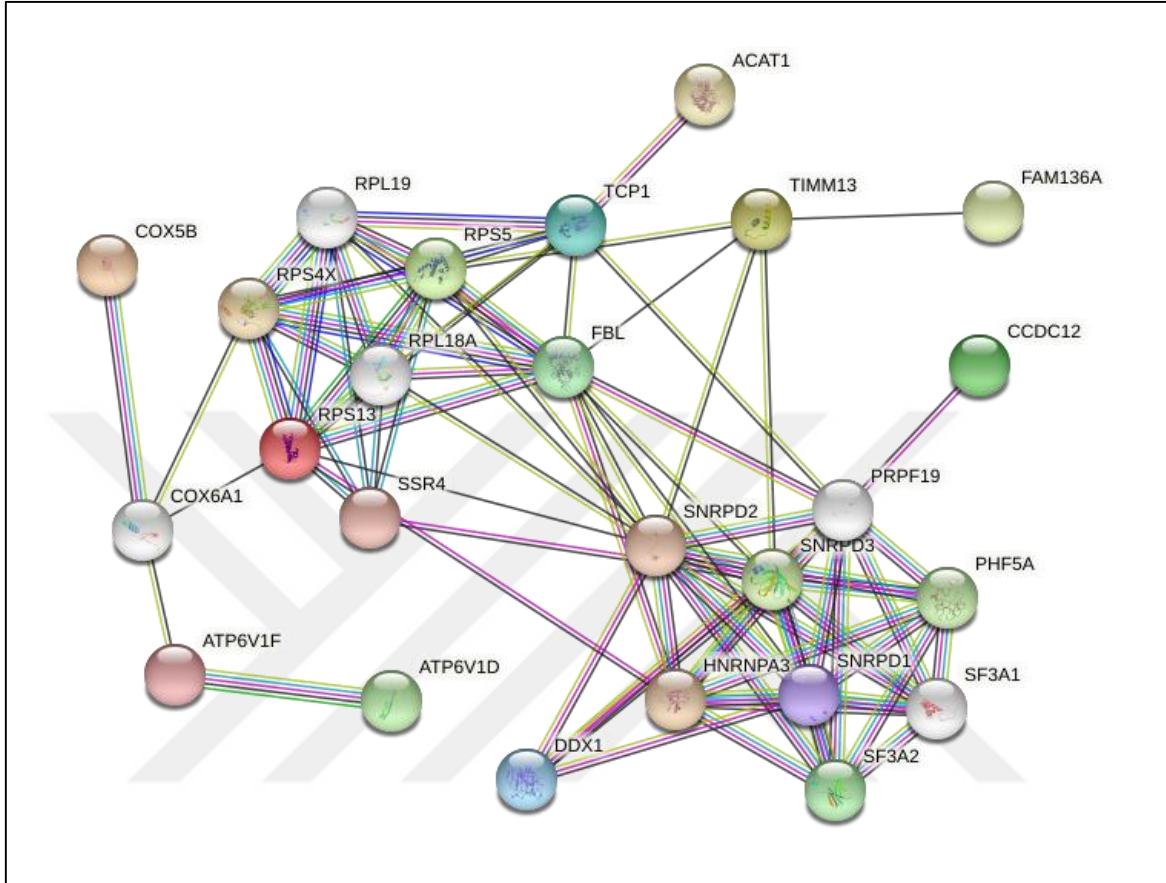 ACAT1
FAM136A
RPL19
TCP1
TIMM13
COX5B
RPS5
RPS4X
FBL
CCDC12
RPL18A
RPS13
PRPF19
COX6A1
SSR4
SNRPD2
SNRPD3
PHF5A
ATP6V1F
ATP6V1D
HNRNPA3
SNRPD1
SF3A1
DDX1
SF3A2